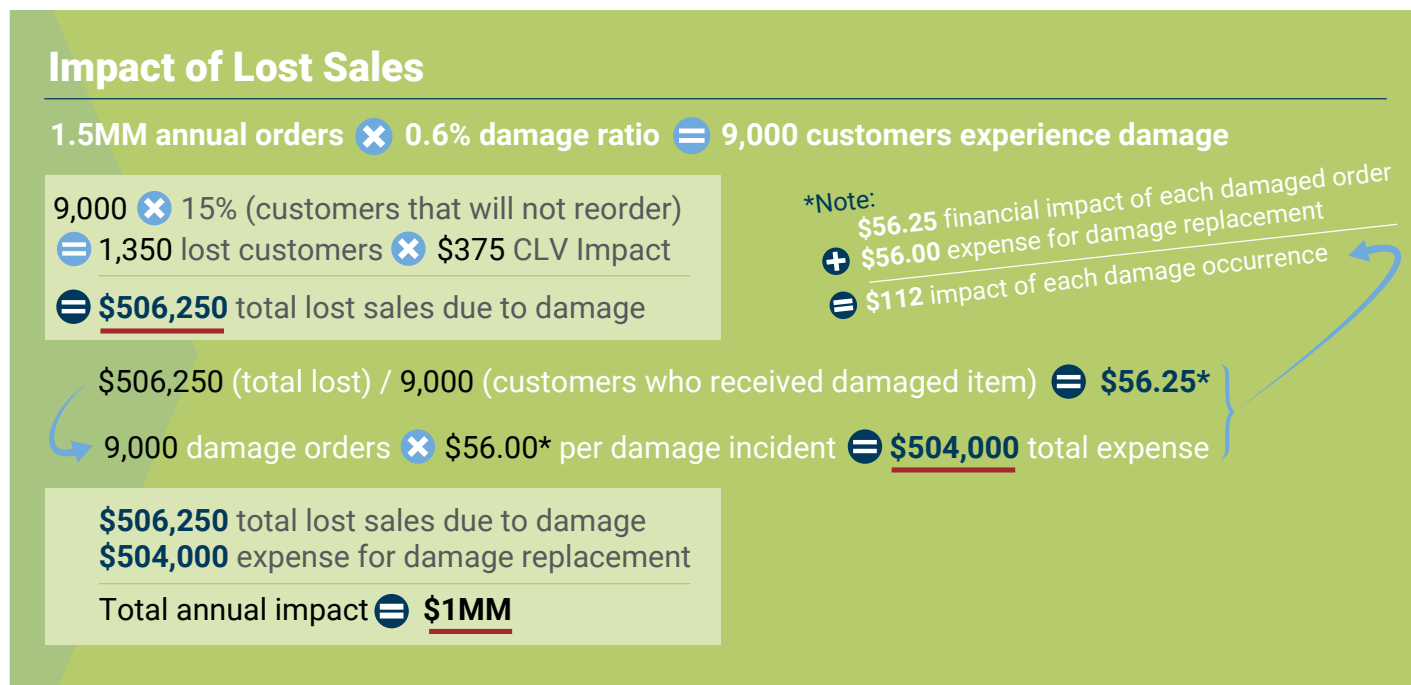 Impact of Lost Sales
1.5MM annual orders × 0.6% damage ratio = 9,000 customers experience damage
9,000 × 15% (customers that will not reorder)
= 1,350 lost customers × $375 CLV Impact
= $506,250 total lost sales due to damage
*Note:
$56.25 financial impact of each damaged order
+ $56.00 expense for damage replacement
= $112 impact of each damage occurrence
$506,250 (total lost) / 9,000 (customers who received damaged item) = $56.25*
9,000 damage orders × $56.00* per damage incident = $504,000 total expense
$506,250 total lost sales due to damage
$504,000 expense for damage replacement
Total annual impact = $1MM